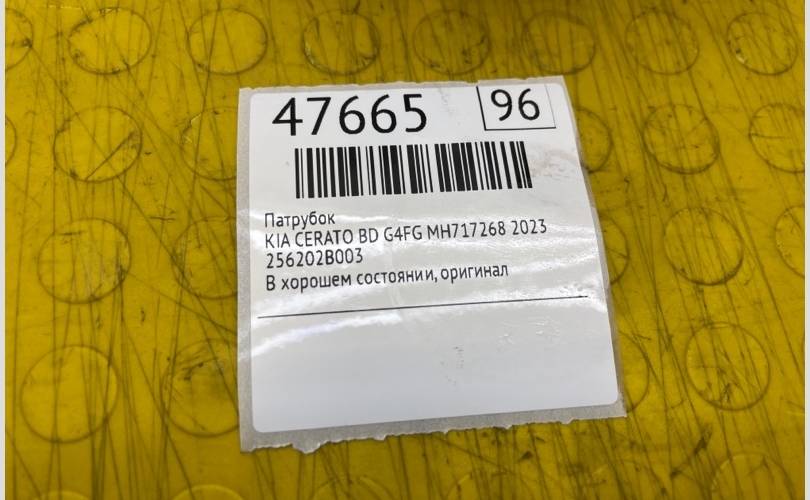 47665
96
Патрубок
KIA CERATO BD G4FG MH717268 2023
256202B003
В хорошем состоянии, оригинал